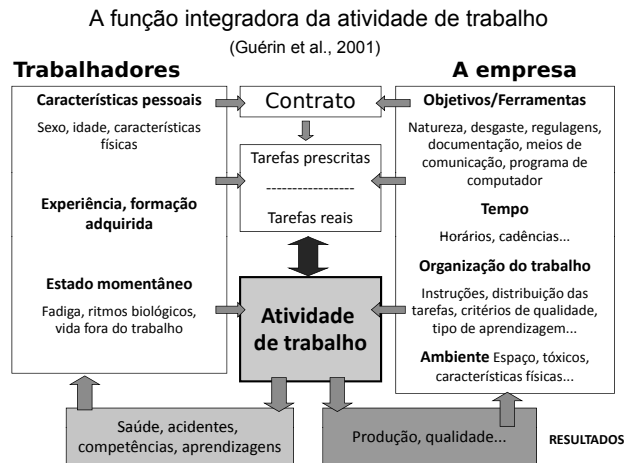 A função integradora da atividade de trabalho
(Guérin et al., 2001)
Trabalhadores
Características pessoais
Sexo, idade, características
físicas
Experiência, formação
adquirida
Estado momentâneo
Fadiga, ritmos biológicos,
vida fora do trabalho
Contrato
Tarefas prescritas
-----------------
Tarefas reais
Atividade
de trabalho
A empresa
Objetivos/Ferramentas
Natureza, desgaste, regulagens,
documentação, meios de
comunicação, programa de
computador
Tempo
Horários, cadências...
Organização do trabalho
Instruções, distribuição das
tarefas, critérios de qualidade,
tipo de aprendizagem...
Ambiente Espaço, tóxicos,
características físicas...
Saúde, acidentes,
competências, aprendizagens
Produção, qualidade...
RESULTADOS